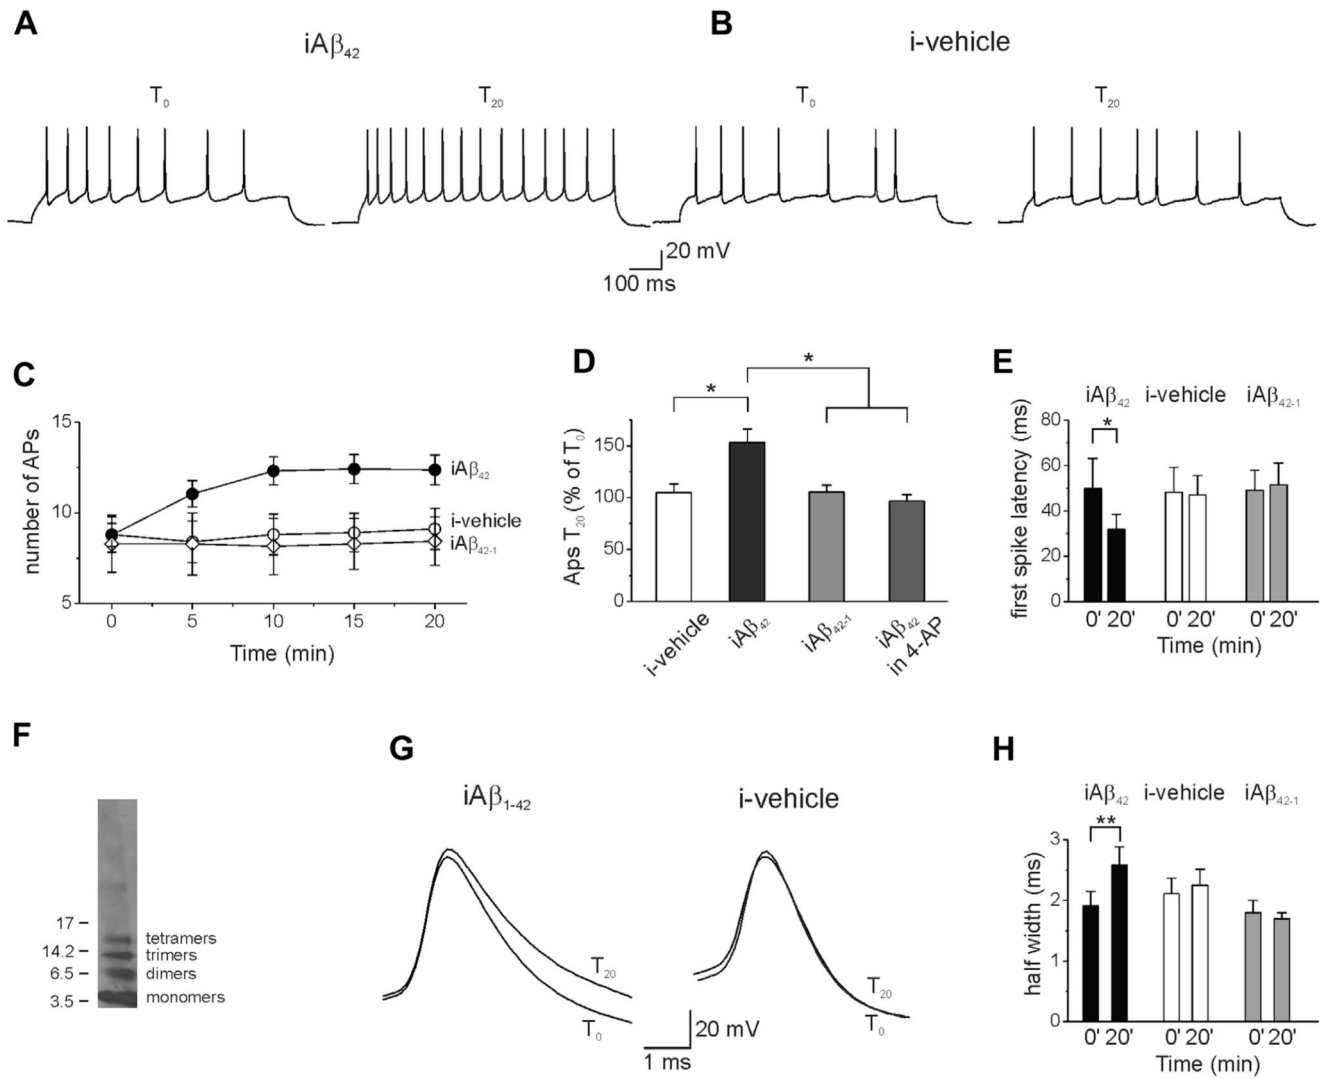 A
iAβ42
T0
T20
B
i-vehicle
T0
T20
20 mV
100 ms
C
number of APs
15
10
5
0 5 10 15 20
Time (min)
iAβ42
i-vehicle
iAβ42-1
D
*
*
Aps T20 (% of T0)
150
100
50
0
i-vehicle
iAβ42
iAβ42-1
iAβ42
in 4-AP
E
iAβ42 i-vehicle iAβ42-1
*
first spike latency (ms)
80
60
40
20
0
0' 20' 0' 20' 0' 20'
Time (min)
F
17
14.2
6.5
3.5
tetramers
trimers
dimers
monomers
G
iAβ1-42
T20
T0
i-vehicle
T20
T0
20 mV
1 ms
H
iAβ42 i-vehicle iAβ42-1
**
half width (ms)
3
2
1
0
0' 20' 0' 20' 0' 20'
Time (min)